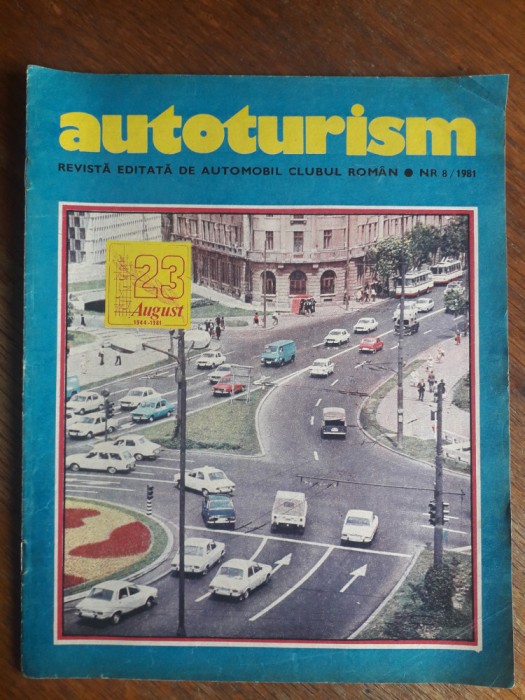 autoturism
REVISTĂ EDITATĂ DE AUTOMOBIL CLUBUL ROMÂN ● NR 8/1981
23
August
1944-1981